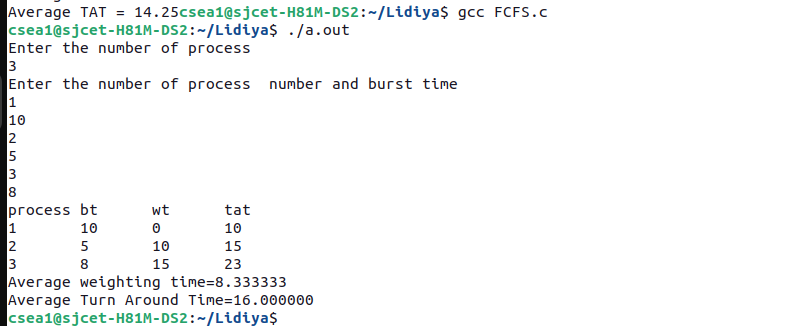 Average TAT = 14.25csea1@sjcet-H81M-DS2:~/Lidiya$ gcc FCFS.c
csea1@sjcet-H81M-DS2:~/Lidiya$ ./a.out
Enter the number of process
3
Enter the number of process  number and burst time
1
10
2
5
3
8
process bt      wt      tat
1       10      0       10
2       5       10      15
3       8       15      23
Average weighting time=8.333333
Average Turn Around Time=16.000000
csea1@sjcet-H81M-DS2:~/Lidiya$